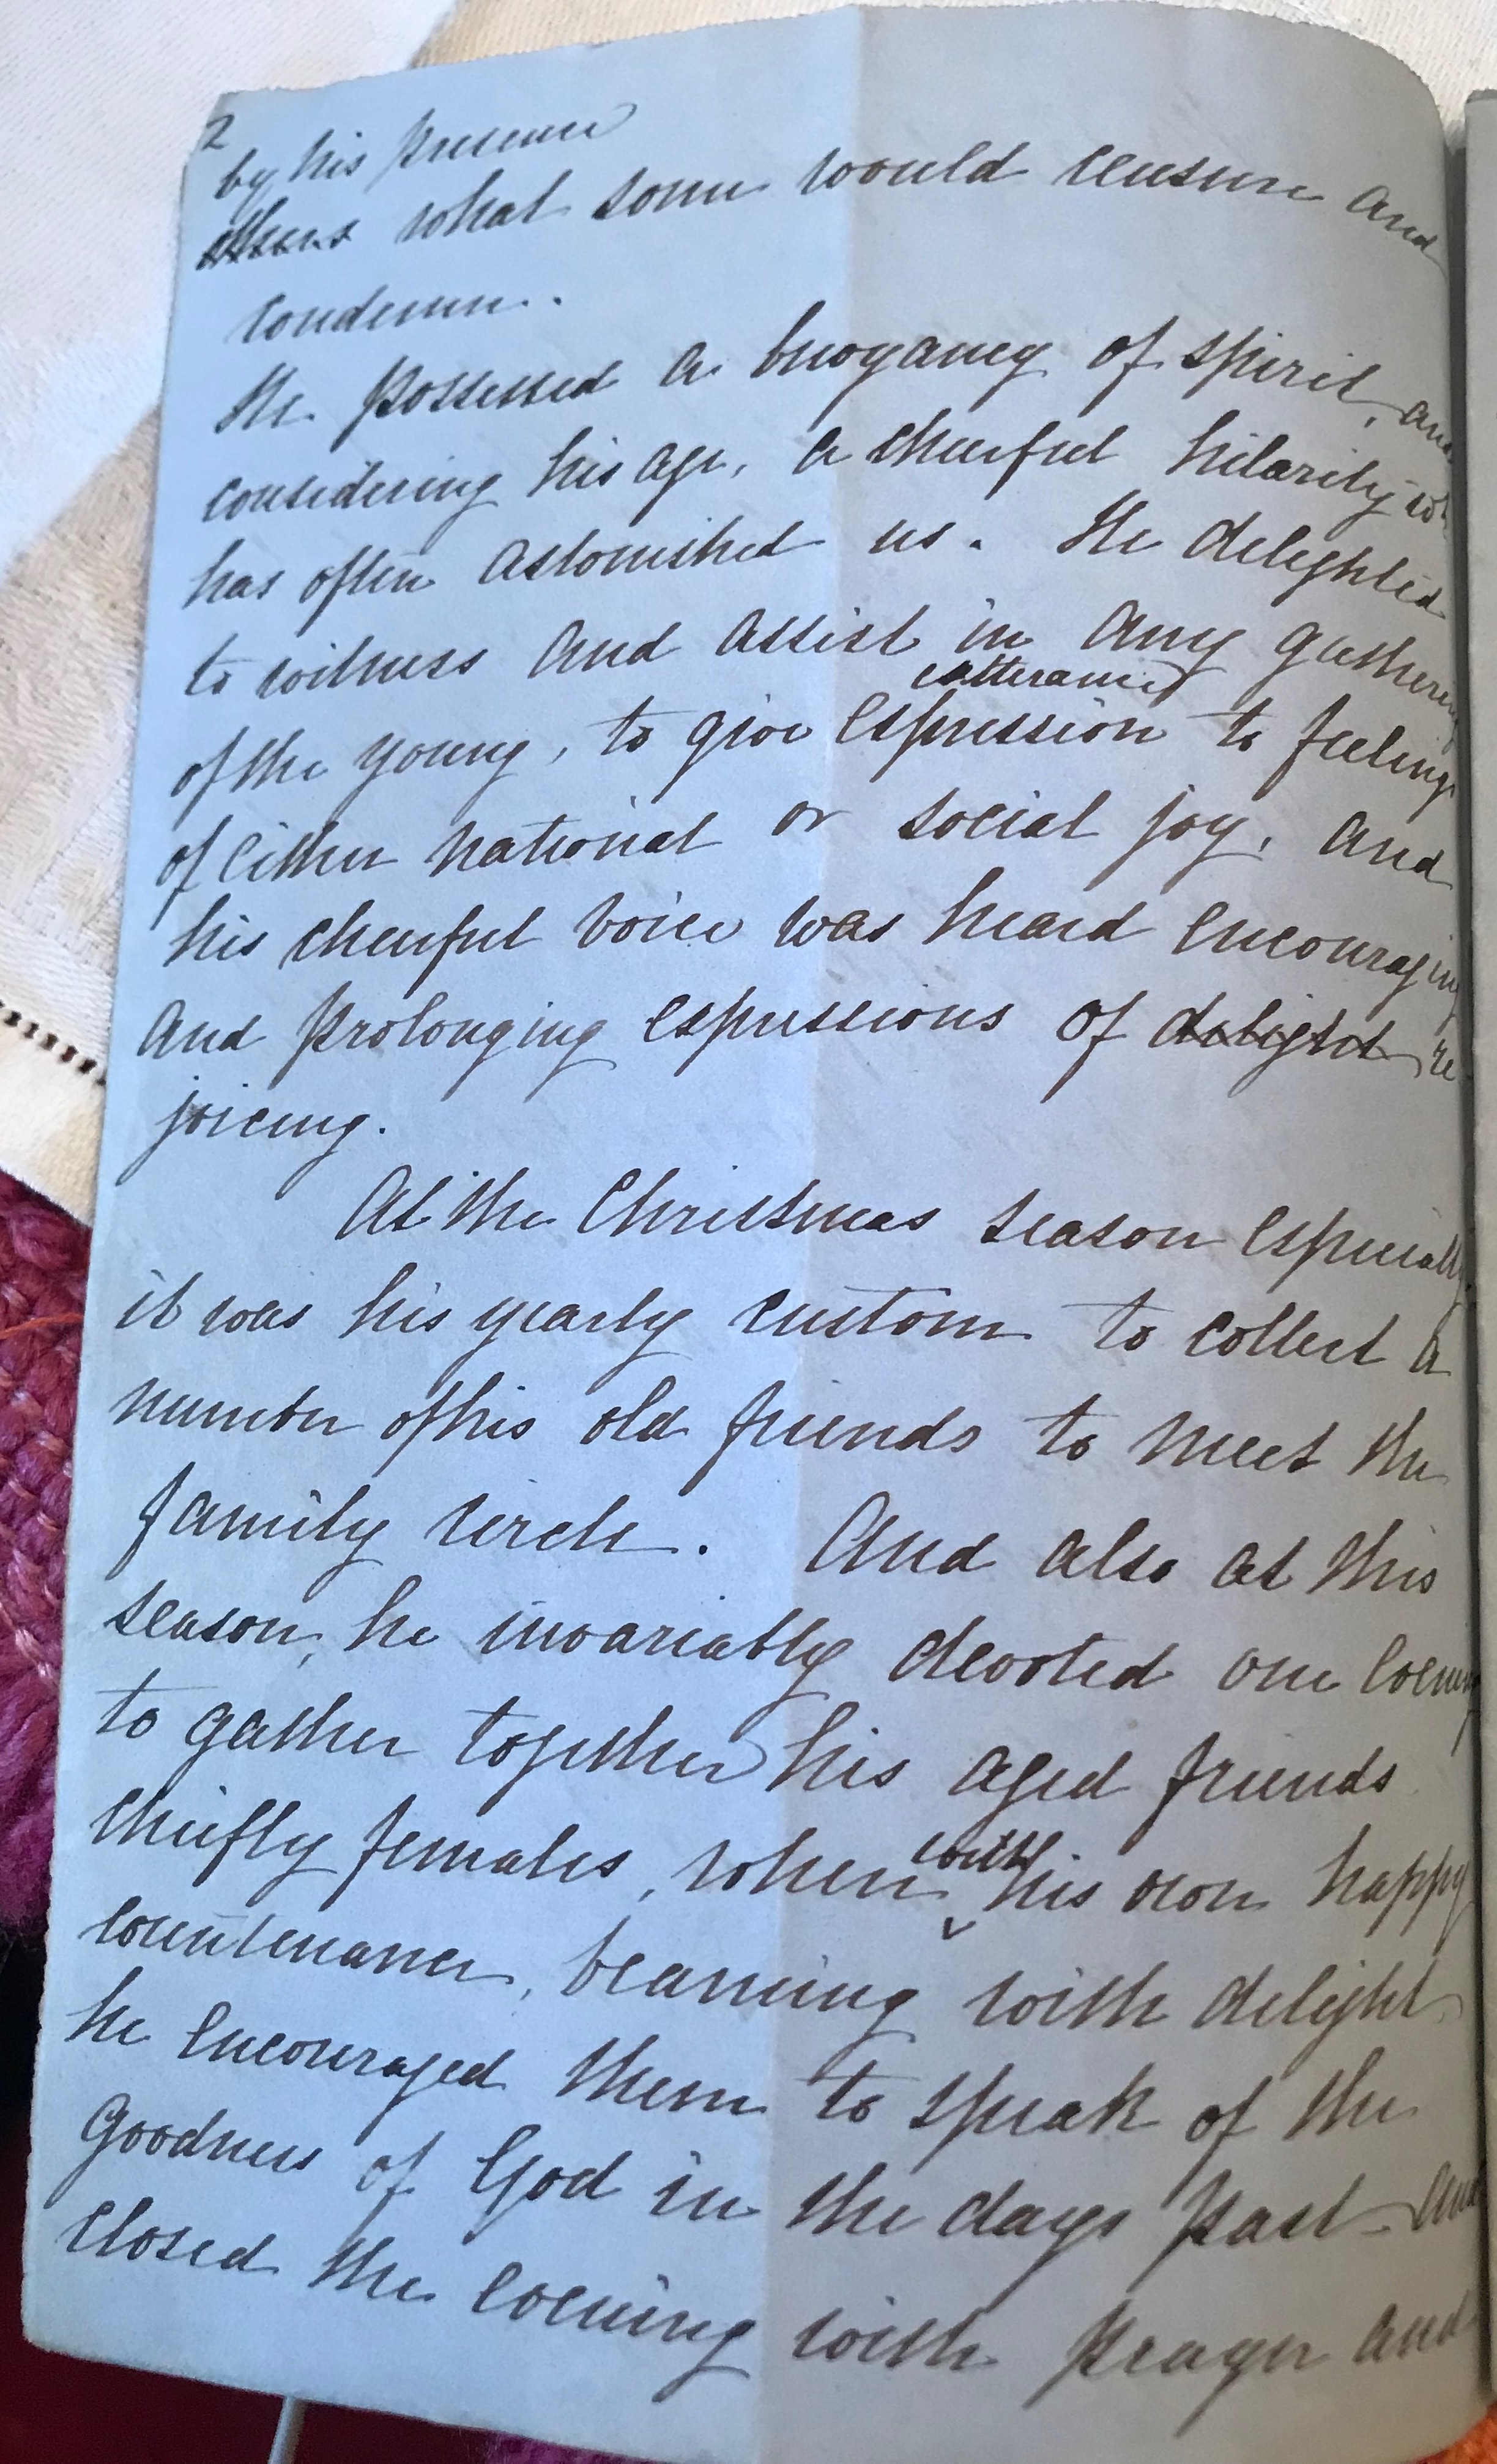 2
by his presence
what some would censure and
condemn.
He possessed a buoyancy of spirit, and
considering his age, a cheerful hilarity
has often astonished us. He delighted
to witness and assist in any gathering
utterance
of the young, to give expression to feelings
of either national or social joy, and
his cheerful voice was heard encouraging
and prolonging expressions of delight re
joicing.
At the Christmas season especially
it was his yearly custom to collect a
number of his old friends to meet the
family circle. And also at this
season, he invariably devoted one evening
to gather together his aged friends
with
chiefly females, when his own happy
countenance, beaming with delight
he encouraged them to speak of the
Goodness of God in the days past - and
closed the evening with prayer and